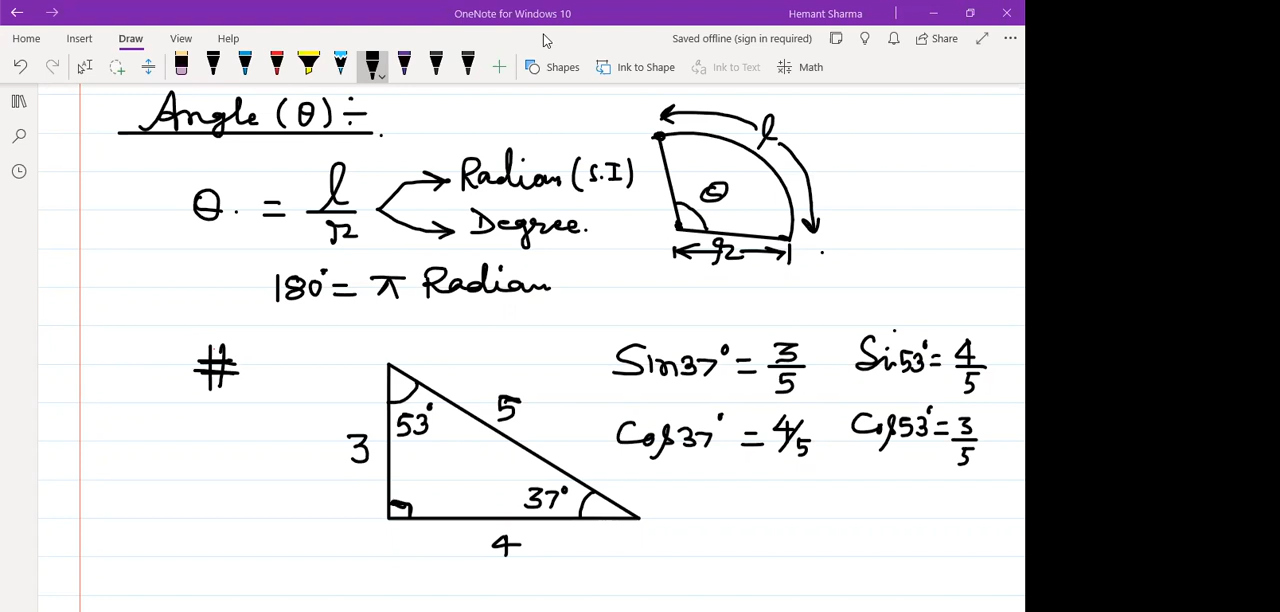 OneNote for Windows 10
Hemant Sharma
Home Insert Draw View Help
Saved offline (sign in required)
Share
Shapes
Ink to Shape
Ink to Text
Math
Angle (θ) ÷
θ = l/r
Radian (S.I)
Degree.
180° = π Radian
l
θ
r
#
53°
5
3
37°
4
Sin37° = 3/5
Sin53° = 4/5
Cos37° = 4/5
Cos53° = 3/5